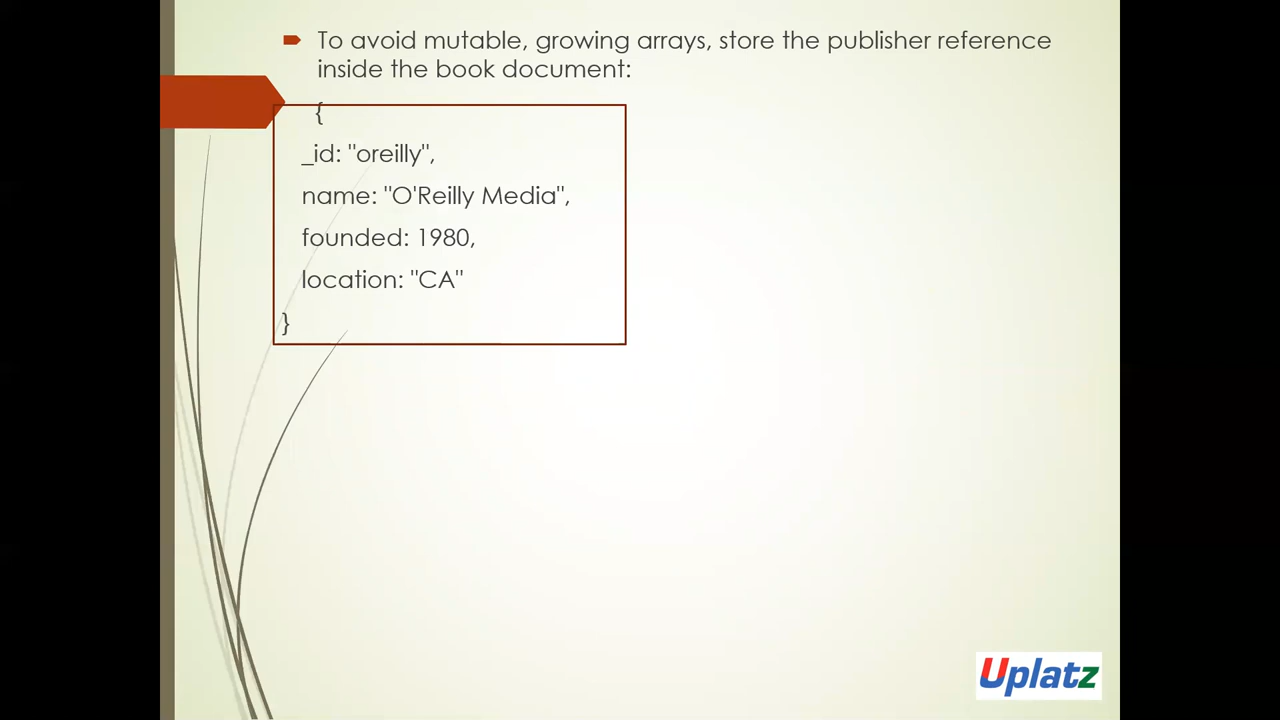 To avoid mutable, growing arrays, store the publisher reference
inside the book document:
{
_id: "oreilly",
name: "O'Reilly Media",
founded: 1980,
location: "CA"
}
Uplatz